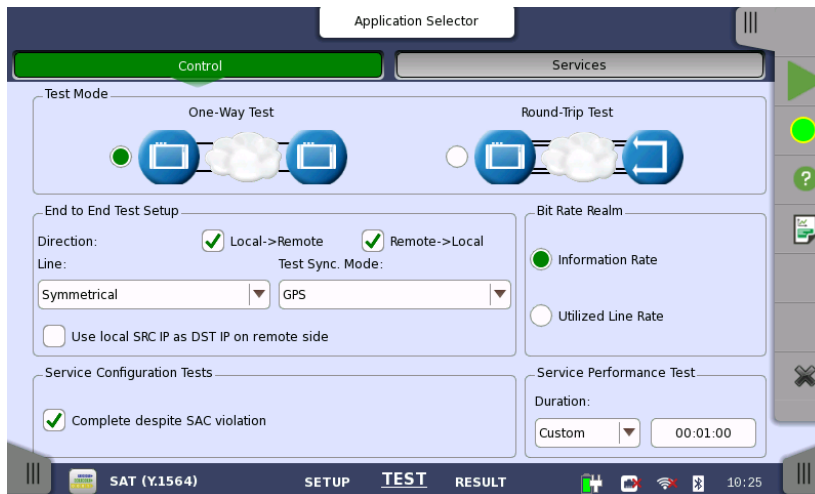 Application Selector
Control
Services
Test Mode
One-Way Test
Round-Trip Test
End to End Test Setup
Direction:
Local->Remote
Remote->Local
Line:
Test Sync. Mode:
Symmetrical
GPS
Use local SRC IP as DST IP on remote side
Bit Rate Realm
Information Rate
Utilized Line Rate
Service Configuration Tests
Complete despite SAC violation
Service Performance Test
Duration:
Custom
00:01:00
?
SAT (Y.1564)
SETUP
TEST
RESULT
10:25